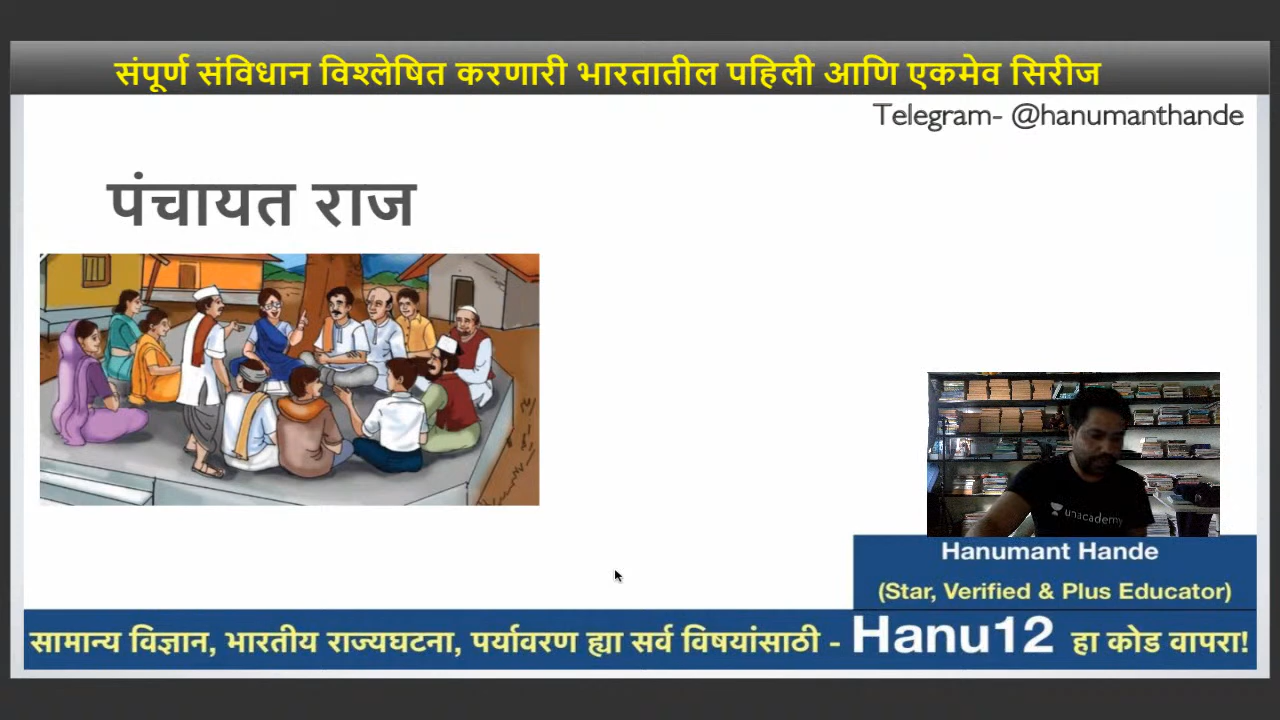 संपूर्ण संविधान विश्लेषित करणारी भारतातील पहिली आणि एकमेव सिरीज
Telegram- @hanumanthande
पंचायत राज
unacademy
Hanumant Hande
(Star, Verified & Plus Educator)
सामान्य विज्ञान, भारतीय राज्यघटना, पर्यावरण ह्या सर्व विषयांसाठी - Hanu12 हा कोड वापरा!